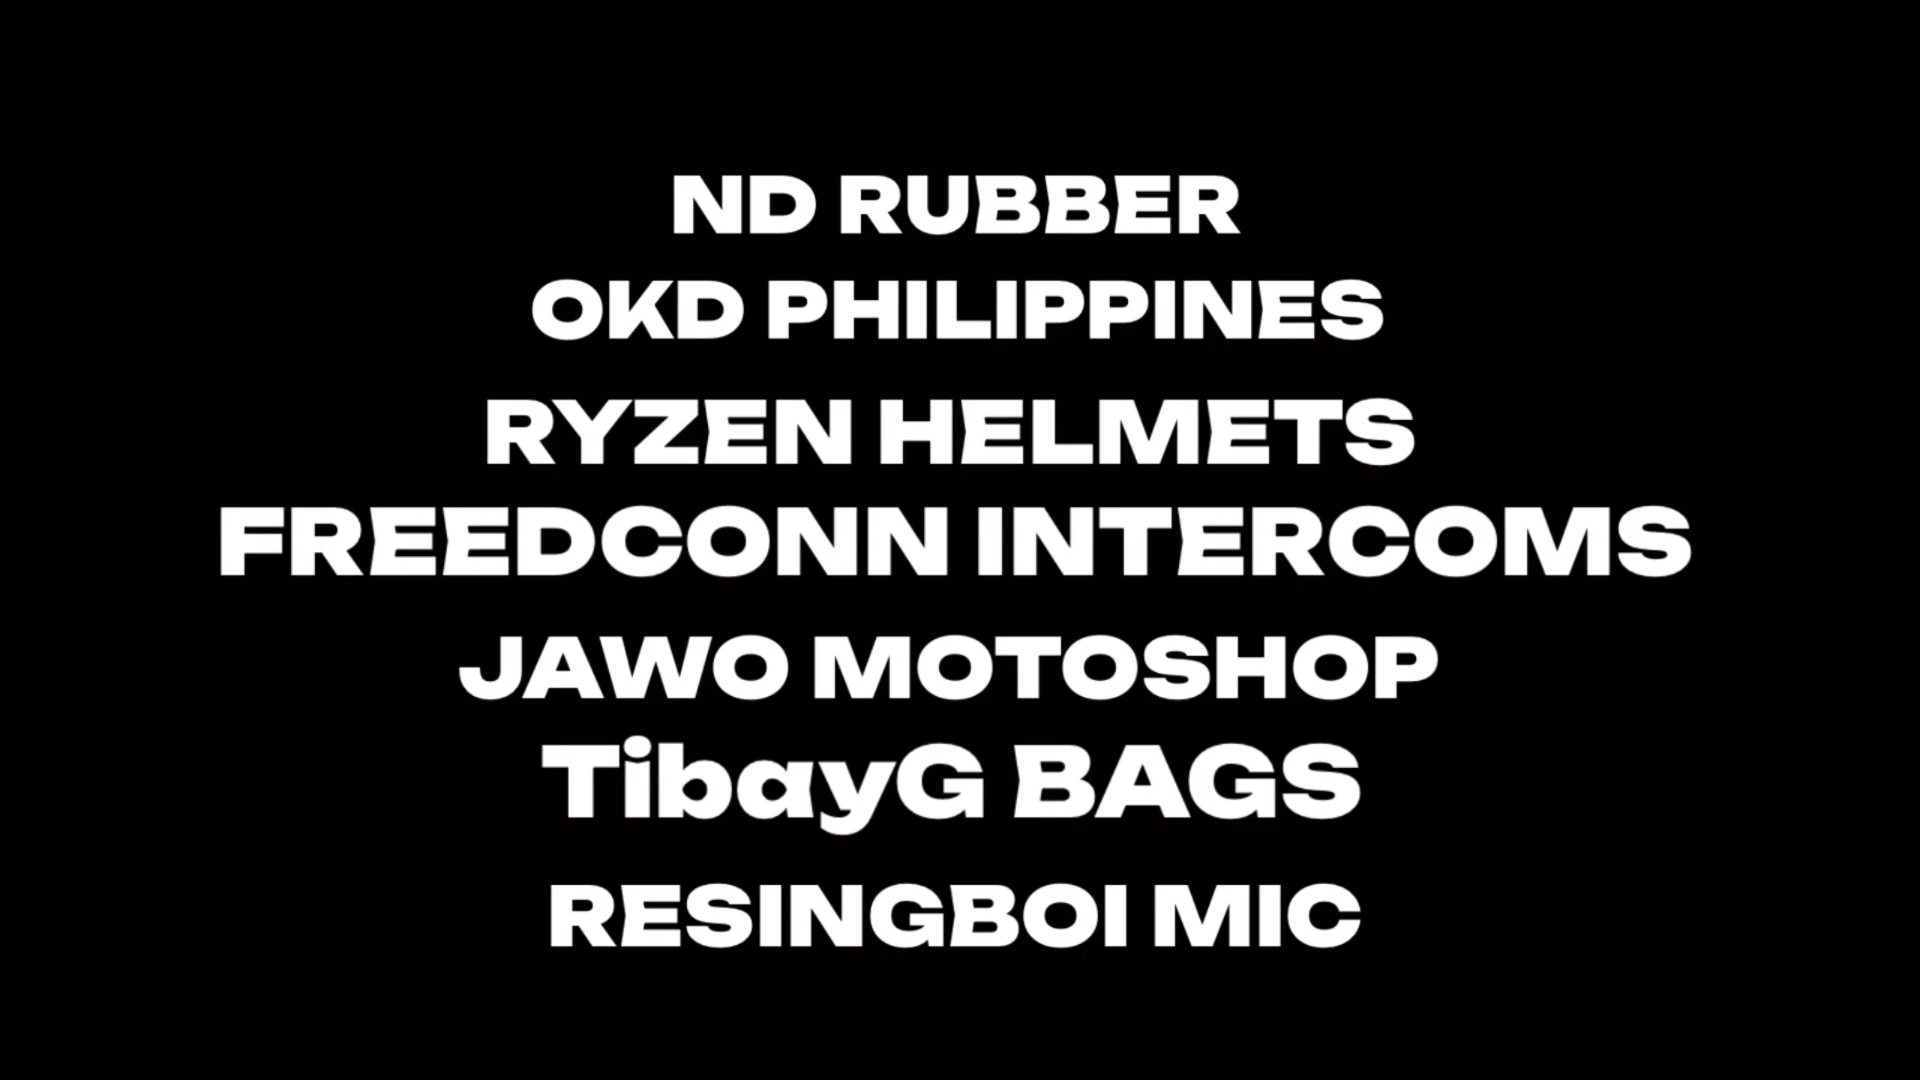 ND RUBBER
OKD PHILIPPINES
RYZEN HELMETS
FREEDCONN INTERCOMS
JAWO MOTOSHOP
TibayG BAGS
RESINGBOI MIC